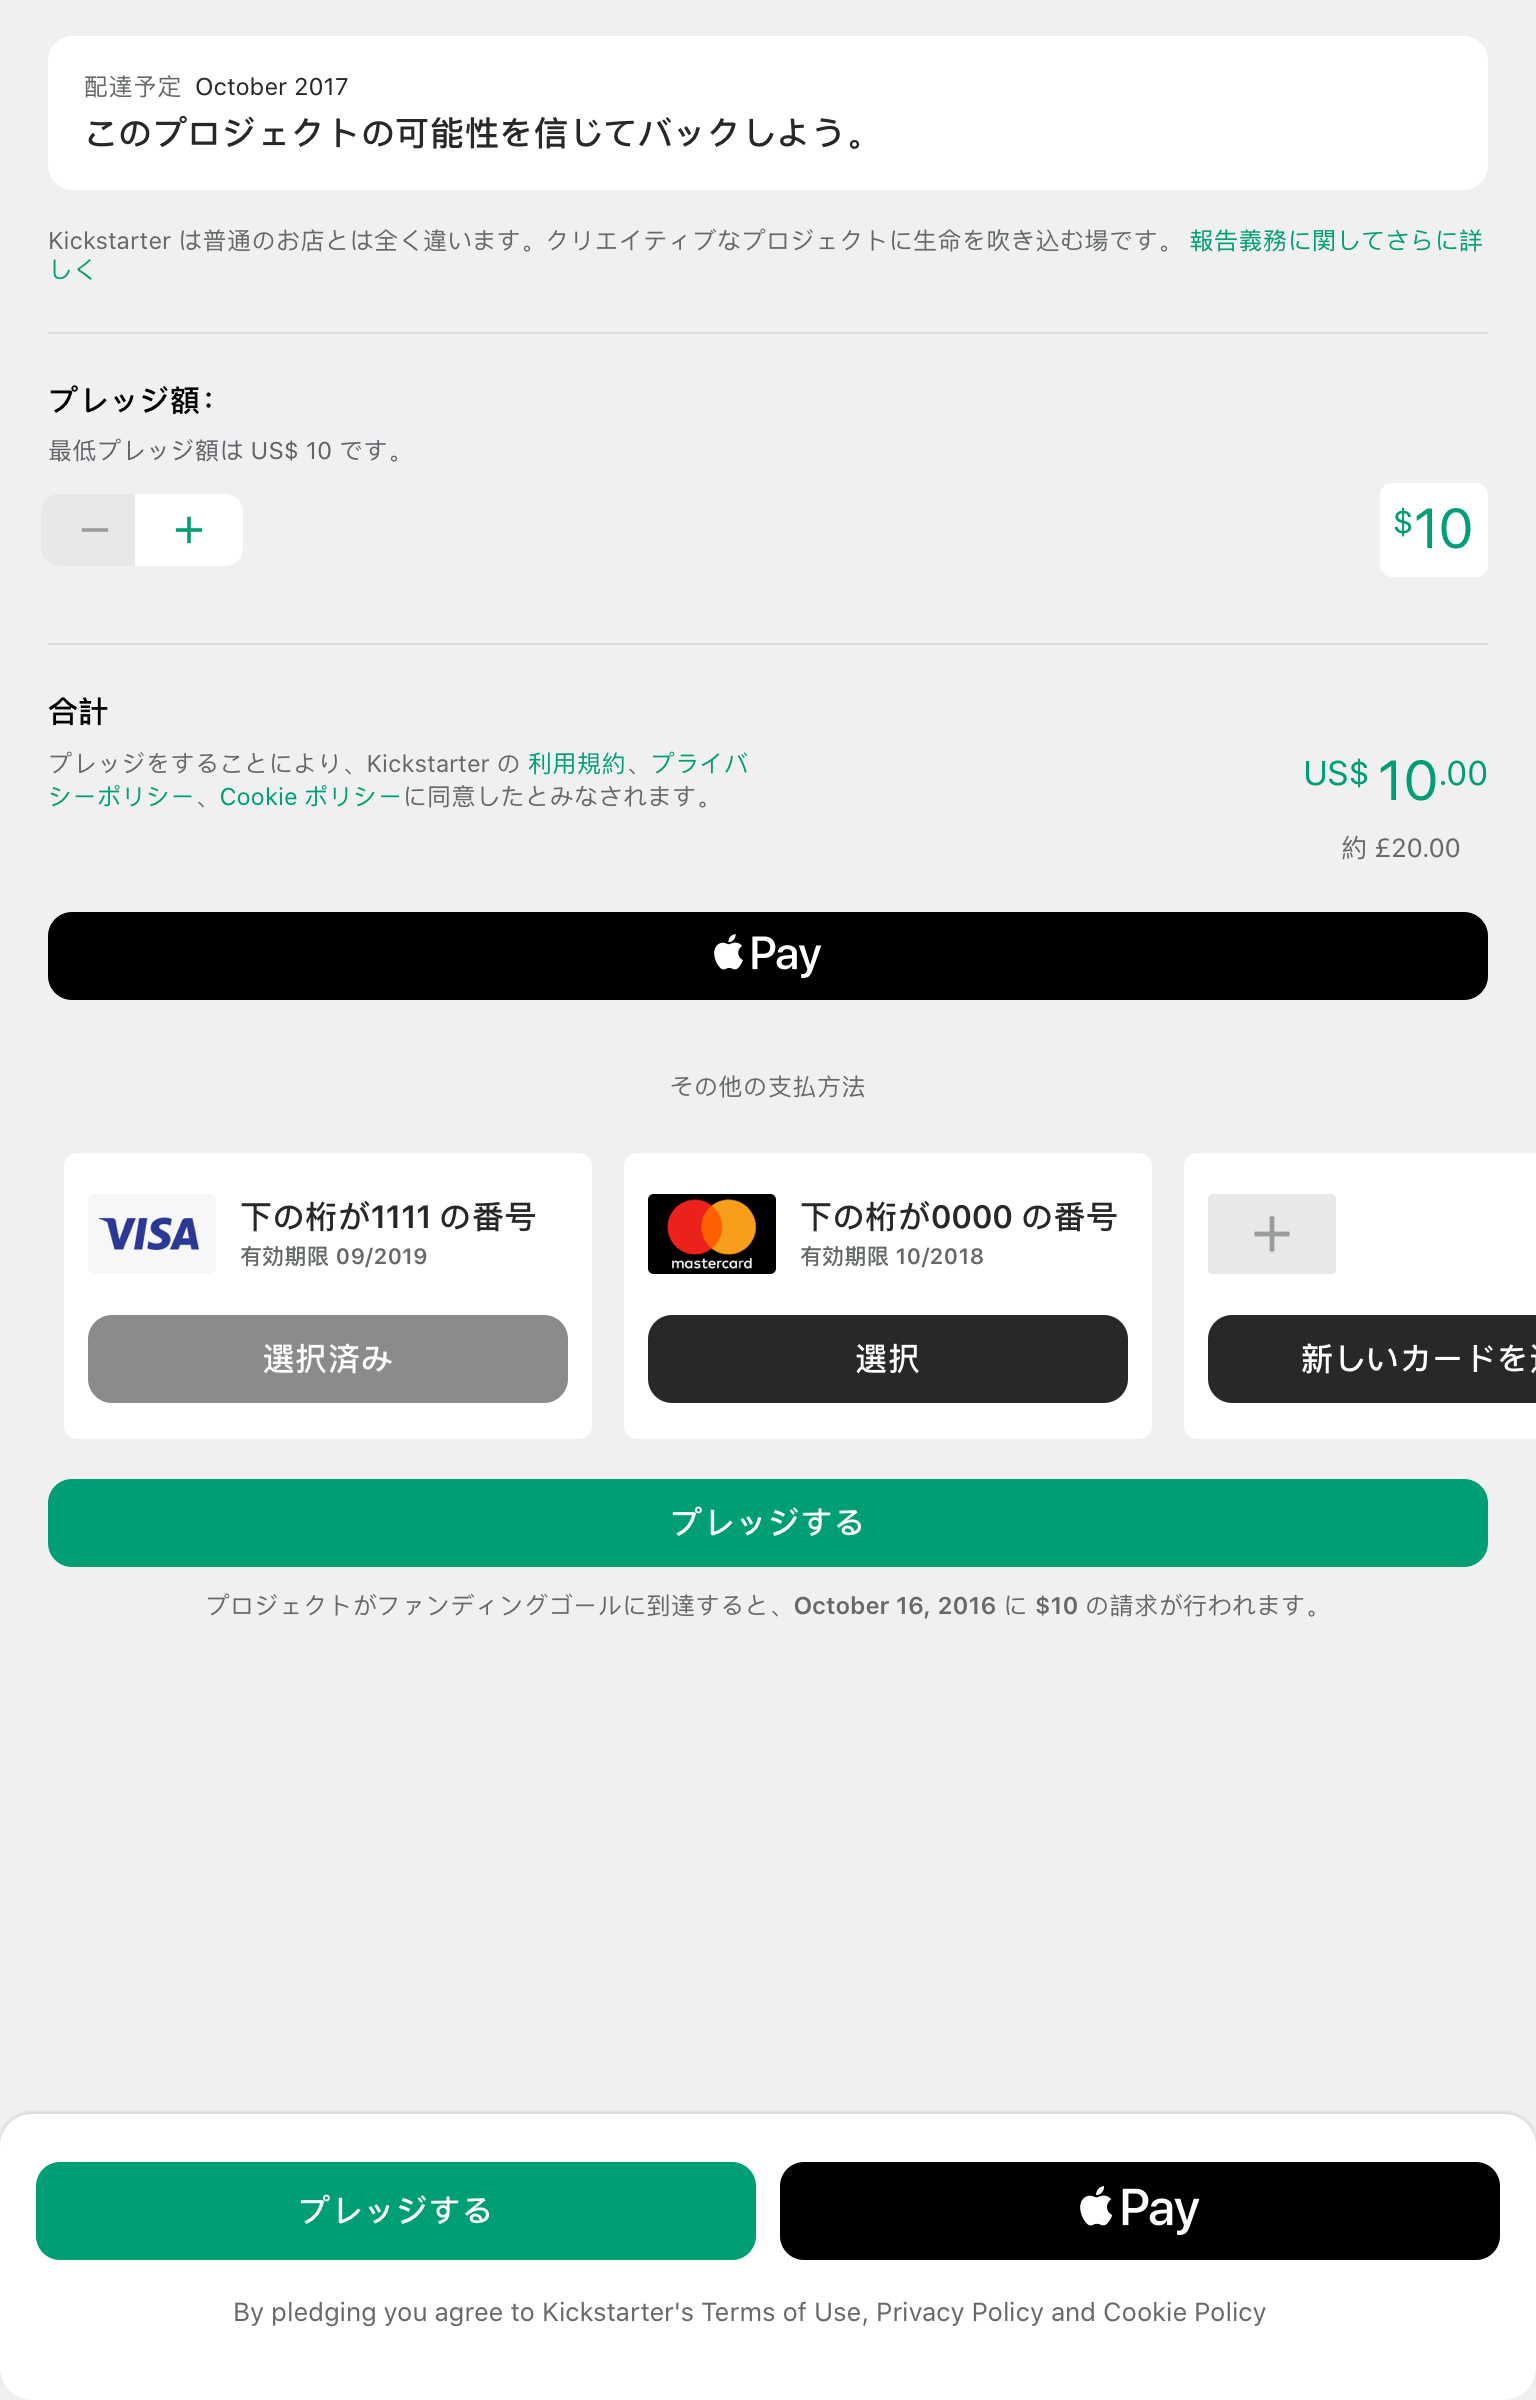 配達予定 October 2017
このプロジェクトの可能性を信じてバックしよう。
Kickstarter は普通のお店とは全く違います。クリエイティブなプロジェクトに生命を吹き込む場です。 報告義務に関してさらに詳
しく
プレッジ額：
最低プレッジ額は US$ 10 です。
$10
合計
プレッジをすることにより、Kickstarter の 利用規約、プライバ
シーポリシー、Cookie ポリシーに同意したとみなされます。
US$ 10.00
約 £20.00
Pay
その他の支払方法
VISA
下の桁が1111 の番号
有効期限 09/2019
選択済み
mastercard
下の桁が0000 の番号
有効期限 10/2018
選択
新しいカードを
プレッジする
プロジェクトがファンディングゴールに到達すると、October 16, 2016 に $10 の請求が行われます。
プレッジする
Pay
By pledging you agree to Kickstarter's Terms of Use, Privacy Policy and Cookie Policy